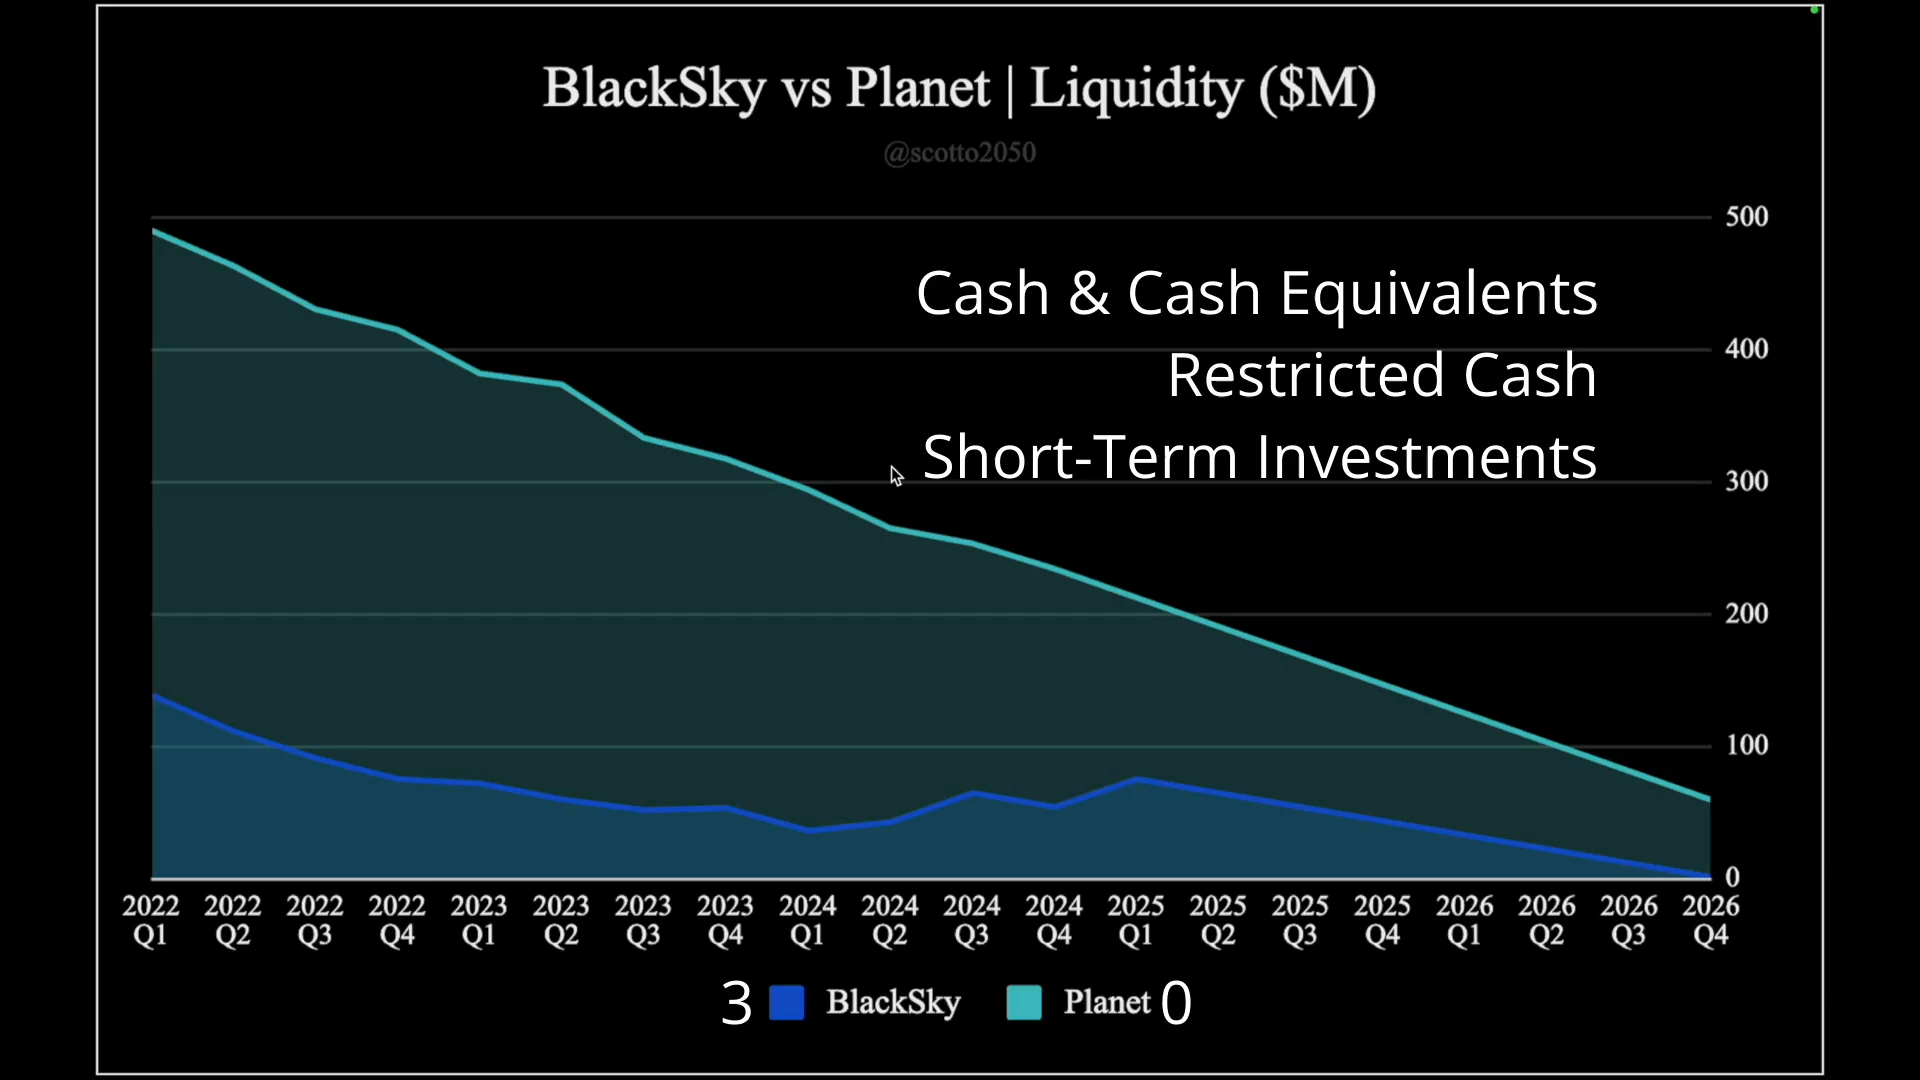 BlackSky vs Planet | Liquidity ($M)
@scotto2050
500
Cash & Cash Equivalents
400
Restricted Cash
Short-Term Investments
300
200
100
0
2022 2022 2022 2022 2023 2023 2023 2023 2024 2024 2024 2024 2025 2025 2025 2025 2026 2026 2026 2026
Q1 Q2 Q3 Q4 Q1 Q2 Q3 Q4 Q1 Q2 Q3 Q4 Q1 Q2 Q3 Q4 Q1 Q2 Q3 Q4
3 BlackSky Planet 0